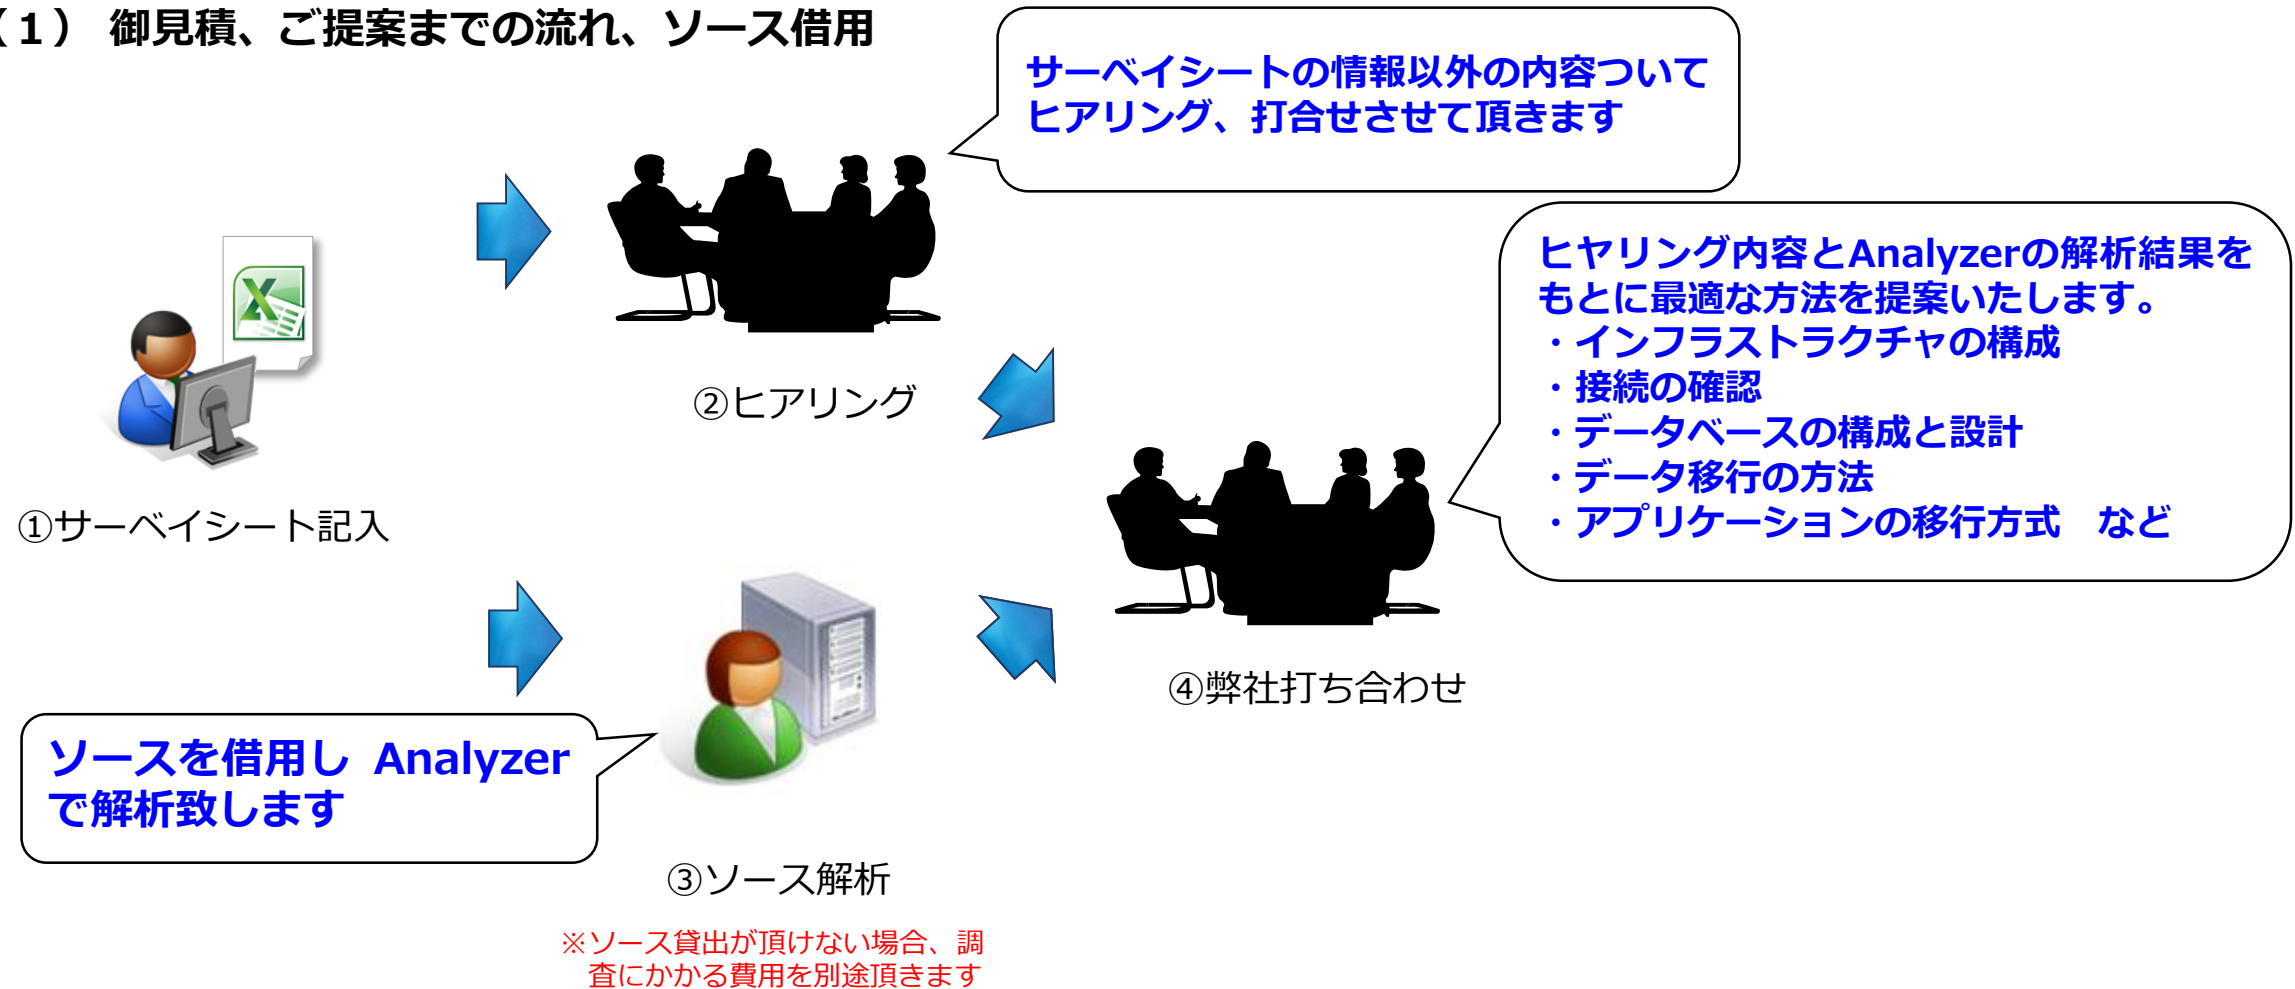 （１） 御見積、ご提案までの流れ、ソース借用
サーベイシートの情報以外の内容ついて
ヒアリング、打合せさせて頂きます
②ヒアリング
①サーベイシート記入
ヒヤリング内容とAnalyzerの解析結果を
もとに最適な方法を提案いたします。
・インフラストラクチャの構成
・接続の確認
・データベースの構成と設計
・データ移行の方法
・アプリケーションの移行方式　など
④弊社打ち合わせ
ソースを借用し Analyzer
で解析致します
③ソース解析
※ソース貸出が頂けない場合、調
査にかかる費用を別途頂きます